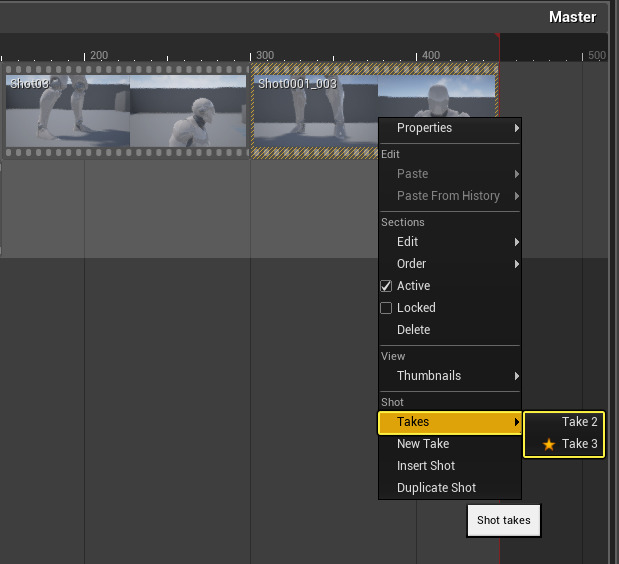 Master
200
300
400
500
Shot03
Shot0001_003
Properties
Edit
Paste
Paste From History
Sections
Edit
Order
Active
Locked
Delete
View
Thumbnails
Shot
Takes
Take 2
New Take
Take 3
Insert Shot
Duplicate Shot
Shot takes